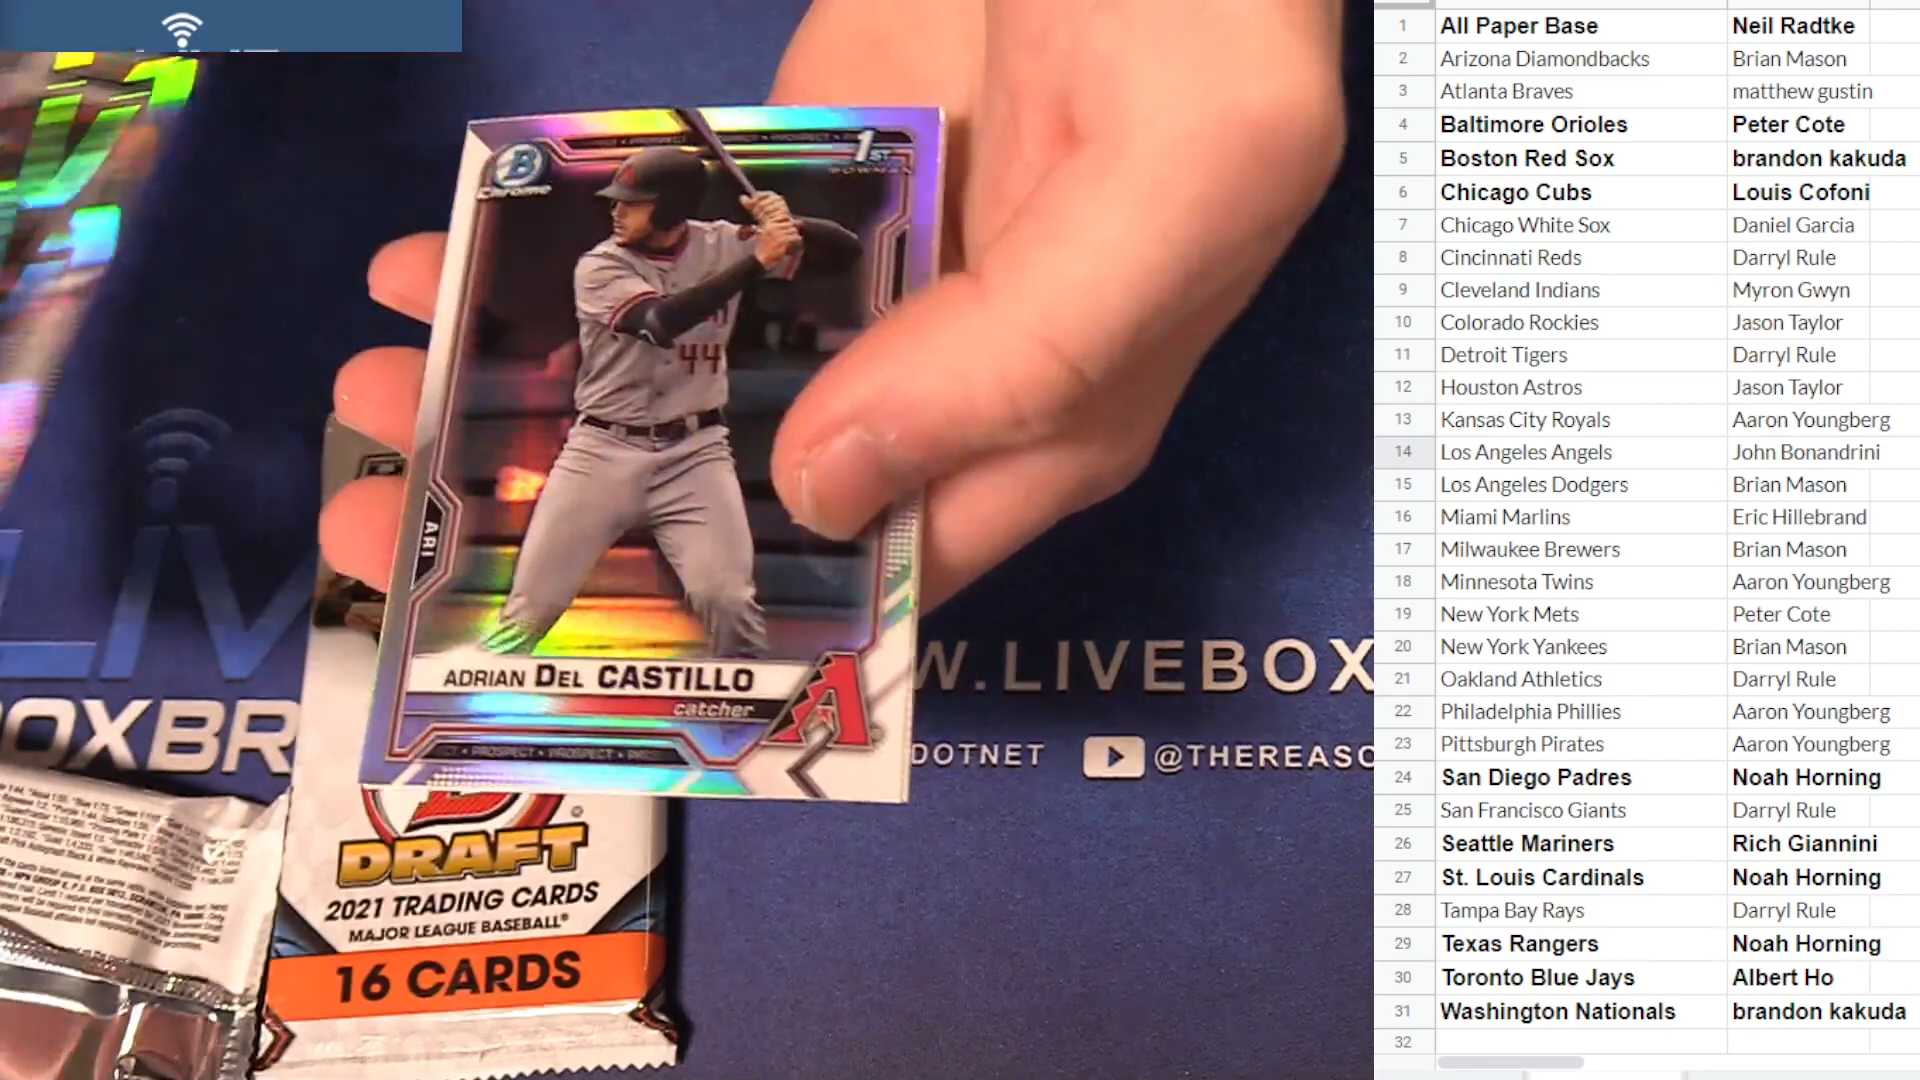 1ST
BOWMAN
B
Chrome
A
44
ARI
ADRIAN DEL CASTILLO
catcher
PROSPECT • PROSPECT
LIV
W.LIVEBOX
OXBR
DOTNET
@THEREASO
DRAFT
2021 TRADING CARDS
MAJOR LEAGUE BASEBALL®
16 CARDS
1 All Paper Base Neil Radtke
2 Arizona Diamondbacks Brian Mason
3 Atlanta Braves matthew gustin
4 Baltimore Orioles Peter Cote
5 Boston Red Sox brandon kakuda
6 Chicago Cubs Louis Cofoni
7 Chicago White Sox Daniel Garcia
8 Cincinnati Reds Darryl Rule
9 Cleveland Indians Myron Gwyn
10 Colorado Rockies Jason Taylor
11 Detroit Tigers Darryl Rule
12 Houston Astros Jason Taylor
13 Kansas City Royals Aaron Youngberg
14 Los Angeles Angels John Bonandrini
15 Los Angeles Dodgers Brian Mason
16 Miami Marlins Eric Hillebrand
17 Milwaukee Brewers Brian Mason
18 Minnesota Twins Aaron Youngberg
19 New York Mets Peter Cote
20 New York Yankees Brian Mason
21 Oakland Athletics Darryl Rule
22 Philadelphia Phillies Aaron Youngberg
23 Pittsburgh Pirates Aaron Youngberg
24 San Diego Padres Noah Horning
25 San Francisco Giants Darryl Rule
26 Seattle Mariners Rich Giannini
27 St. Louis Cardinals Noah Horning
28 Tampa Bay Rays Darryl Rule
29 Texas Rangers Noah Horning
30 Toronto Blue Jays Albert Ho
31 Washington Nationals brandon kakuda
32